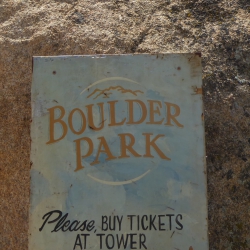 BOULDER
PARK
Please, BUY TICKETS
AT TOWER